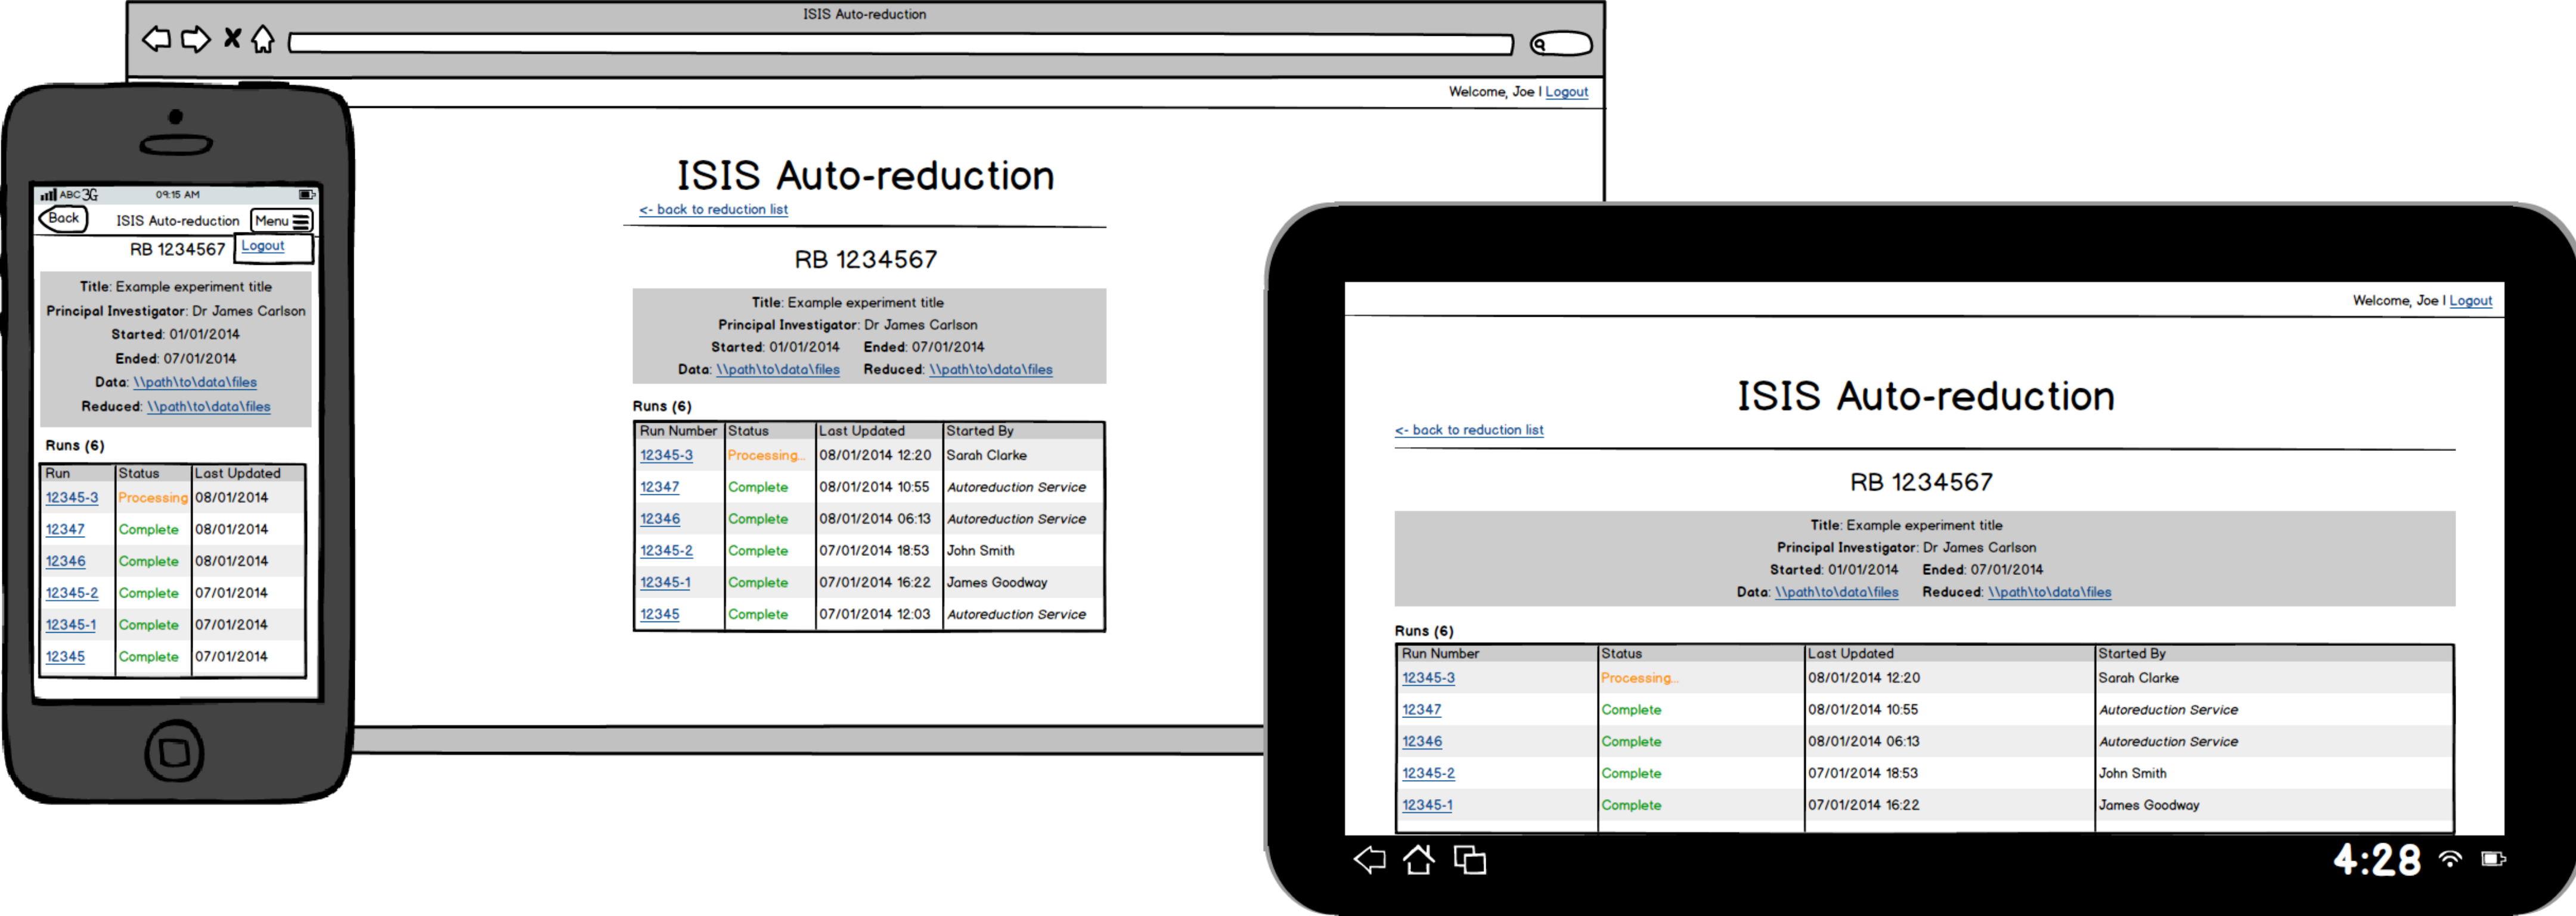 ISIS Auto-reduction
Welcome, Joe | Logout
ISIS Auto-reduction
<- back to reduction list
RB 1234567
Title: Example experiment title
Principal Investigator: Dr James Carlson
Started: 01/01/2014 Ended: 07/01/2014
Data: \\path\to\data\files Reduced: \\path\to\data\files
Runs (6)
Run Number Status Last Updated Started By
12345-3 Processing... 08/01/2014 12:20 Sarah Clarke
12347 Complete 08/01/2014 10:55 Autoreduction Service
12346 Complete 08/01/2014 06:13 Autoreduction Service
12345-2 Complete 07/01/2014 18:53 John Smith
12345-1 Complete 07/01/2014 16:22 James Goodway
12345 Complete 07/01/2014 12:03 Autoreduction Service
ABC 3G 09:15 AM
Back ISIS Auto-reduction Menu
RB 1234567 Logout
Title: Example experiment title
Principal Investigator: Dr James Carlson
Started: 01/01/2014
Ended: 07/01/2014
Data: \\path\to\data\files
Reduced: \\path\to\data\files
Runs (6)
Run Status Last Updated
12345-3 Processing 08/01/2014
12347 Complete 08/01/2014
12346 Complete 08/01/2014
12345-2 Complete 07/01/2014
12345-1 Complete 07/01/2014
12345 Complete 07/01/2014
Welcome, Joe | Logout
ISIS Auto-reduction
<- back to reduction list
RB 1234567
Title: Example experiment title
Principal Investigator: Dr James Carlson
Started: 01/01/2014 Ended: 07/01/2014
Data: \\path\to\data\files Reduced: \\path\to\data\files
Runs (6)
Run Number Status Last Updated Started By
12345-3 Processing... 08/01/2014 12:20 Sarah Clarke
12347 Complete 08/01/2014 10:55 Autoreduction Service
12346 Complete 08/01/2014 06:13 Autoreduction Service
12345-2 Complete 07/01/2014 18:53 John Smith
12345-1 Complete 07/01/2014 16:22 James Goodway
4:28